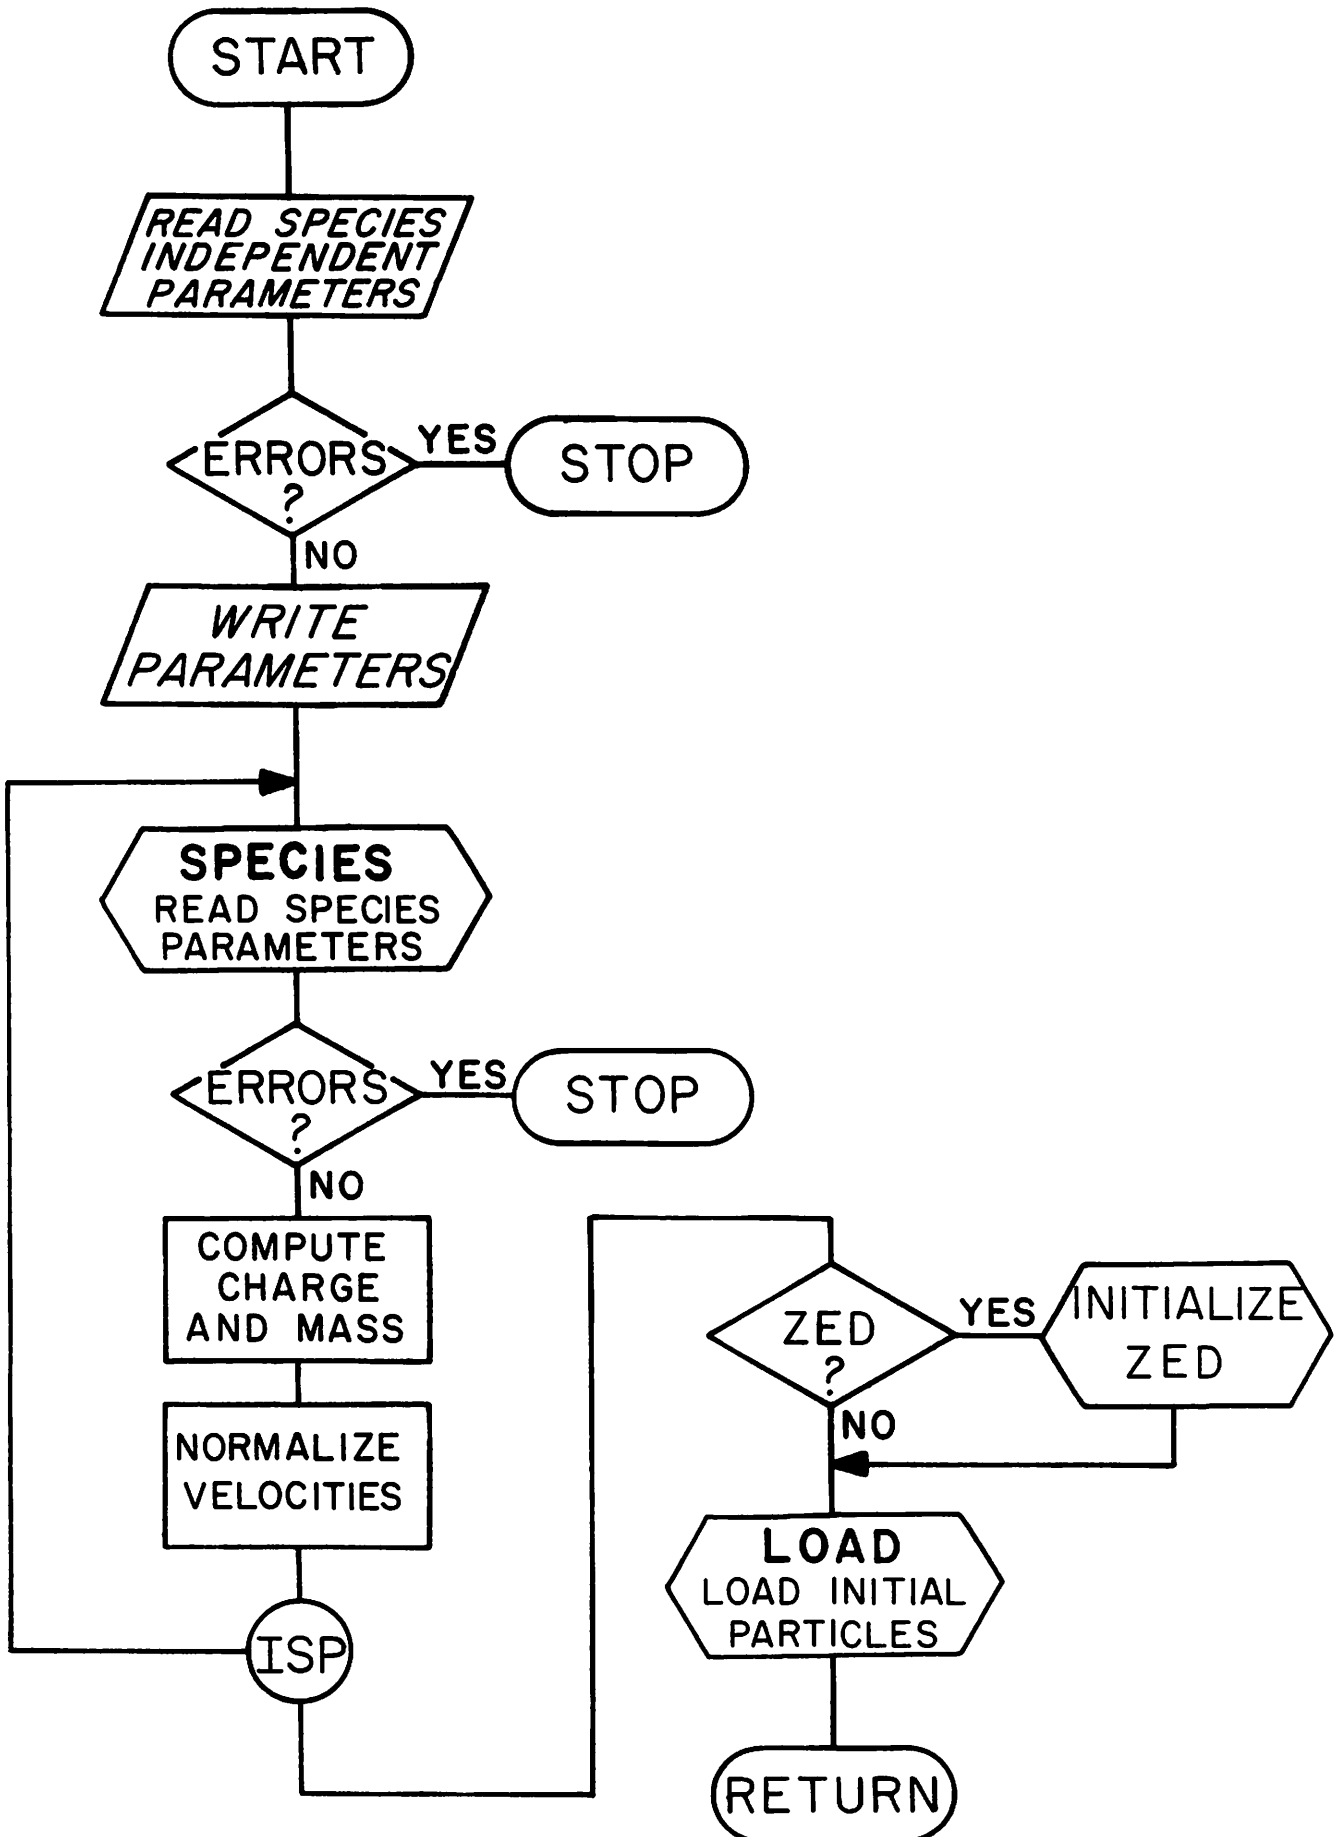 START
READ SPECIES
INDEPENDENT
PARAMETERS
ERRORS
?
YES
STOP
NO
WRITE
PARAMETERS
SPECIES
READ SPECIES
PARAMETERS
ERRORS
?
YES
STOP
NO
COMPUTE
CHARGE
AND MASS
NORMALIZE
VELOCITIES
ISP
ZED
?
YES
INITIALIZE
ZED
NO
LOAD
LOAD INITIAL
PARTICLES
RETURN